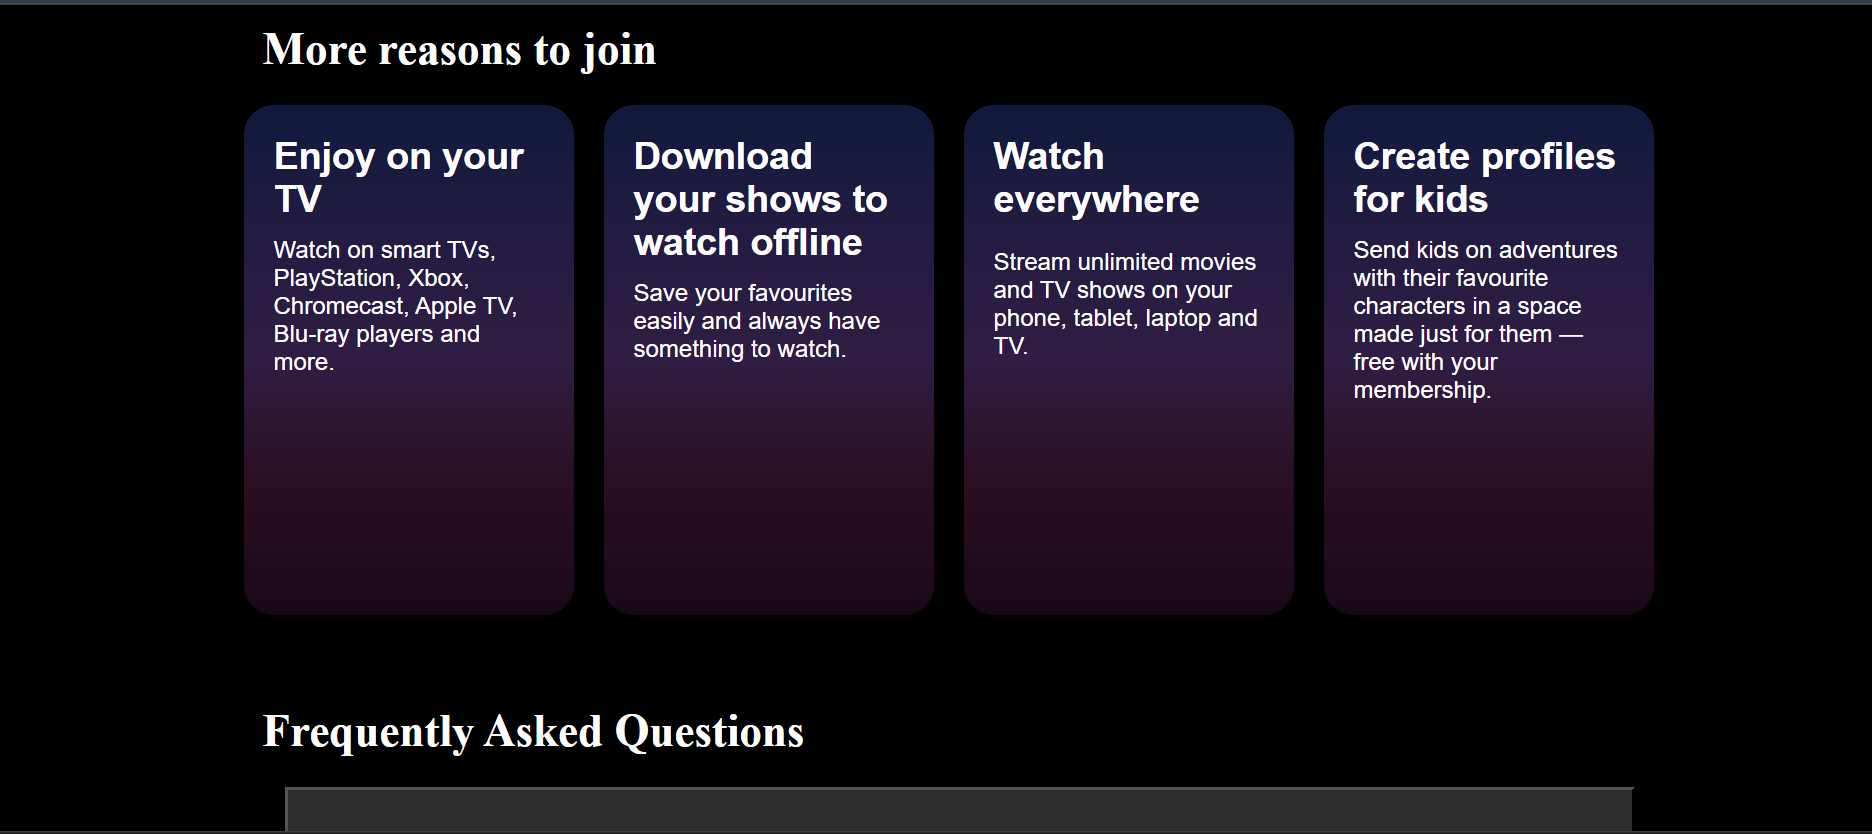 More reasons to join
Enjoy on your
TV
Watch on smart TVs,
PlayStation, Xbox,
Chromecast, Apple TV,
Blu-ray players and
more.
Download
your shows to
watch offline
Save your favourites
easily and always have
something to watch.
Watch
everywhere
Stream unlimited movies
and TV shows on your
phone, tablet, laptop and
TV.
Create profiles
for kids
Send kids on adventures
with their favourite
characters in a space
made just for them —
free with your
membership.
Frequently Asked Questions